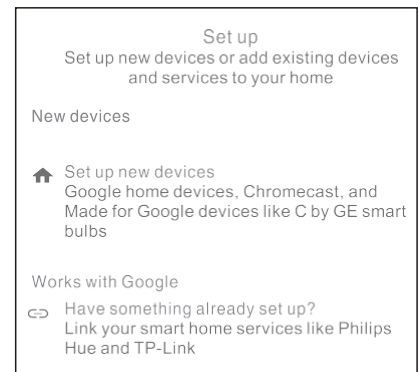 Set up
Set up new devices or add existing devices
and services to your home
New devices
Set up new devices
Google home devices, Chromecast, and
Made for Google devices like C by GE smart
bulbs
Works with Google
Have something already set up?
Link your smart home services like Philips
Hue and TP-Link